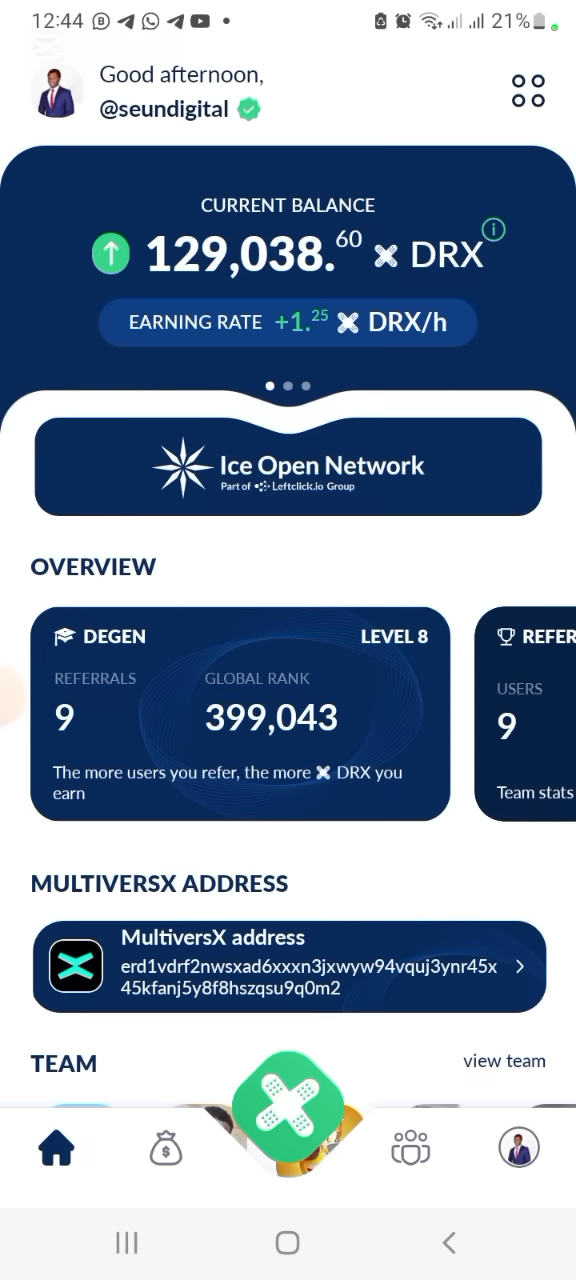 12:44
21%
Good afternoon,
@seundigital
CURRENT BALANCE
129,038.60 DRX
EARNING RATE +1.25 DRX/h
Ice Open Network
Part of Leftclick.io Group
OVERVIEW
DEGEN LEVEL 8
REFERRALS GLOBAL RANK
9 399,043
The more users you refer, the more DRX you
earn
REFER
USERS
9
Team stats
MULTIVERSX ADDRESS
MultiversX address
erd1vdrf2nwsxad6xxxn3jxwyw94vquj3ynr45x
45kfanj5y8f8hszqsu9q0m2
TEAM view team